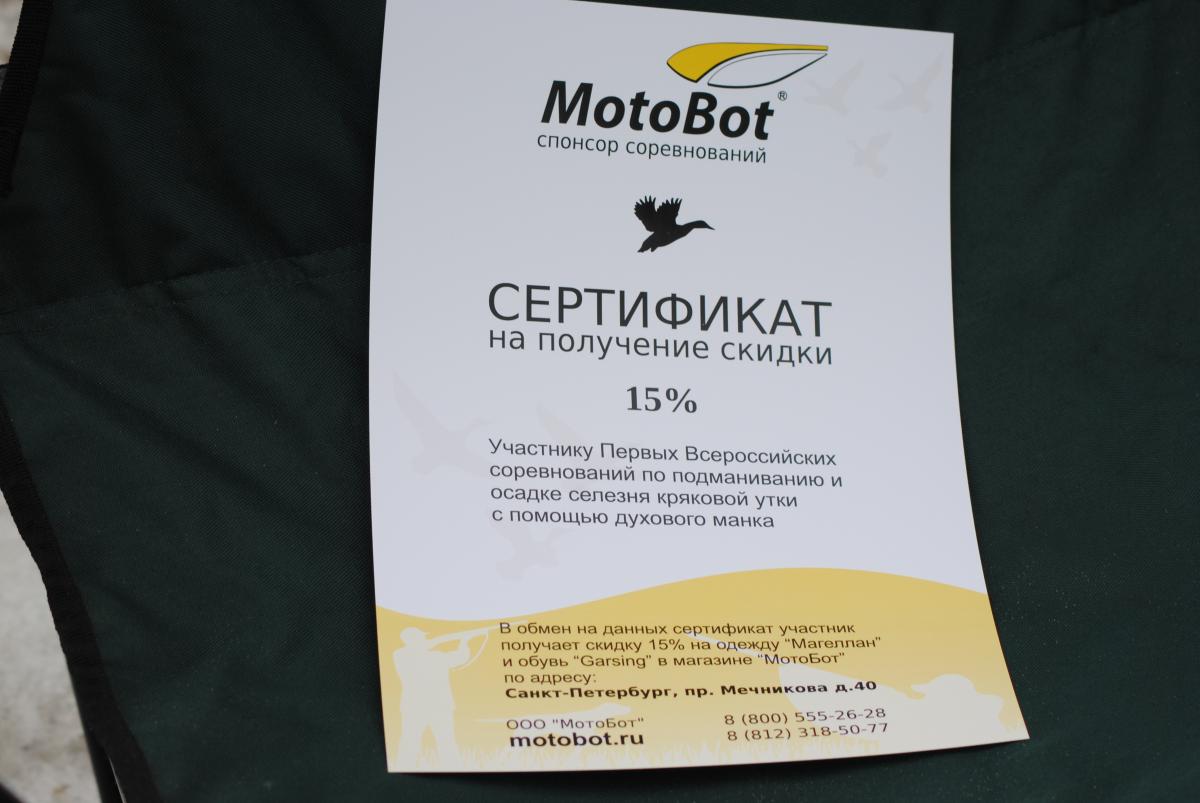 MotoBot®
спонсор соревнований
СЕРТИФИКАТ
на получение скидки
15%
Участнику Первых Всероссийских
соревнований по подманиванию и
осадке селезня кряковой утки
с помощью духового манка
В обмен на данных сертификат участник
получает скидку 15% на одежду “Магеллан”
и обувь “Garsing” в магазине “МотоБот”
по адресу:
Санкт-Петербург, пр. Мечникова д.40
ООО "МотоБот" 8 (800) 555-26-28
motobot.ru 8 (812) 318-50-77